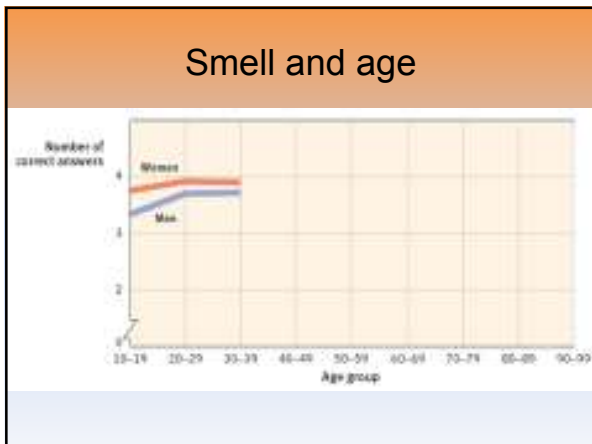 Smell and age
Number of
correct answers
Women
4
Men
3
2
0
10–19 20–29 30–39 40–49 50–59 60–69 70–79 80–89 90–99
Age group